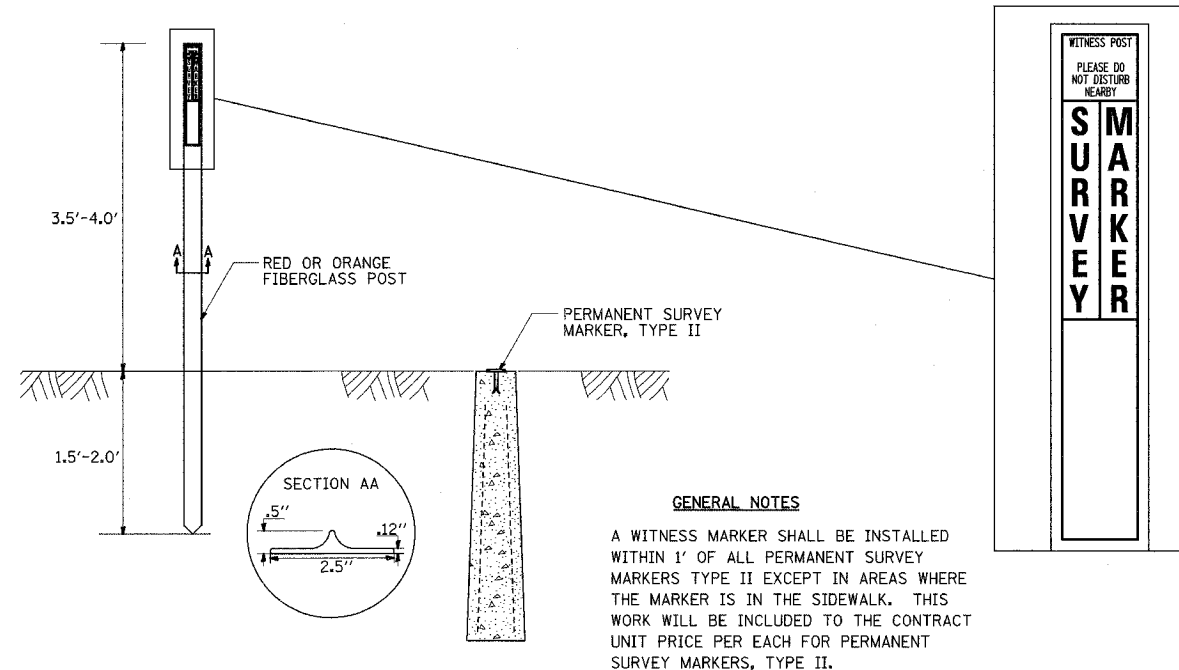 3.5'-4.0'
A A
RED OR ORANGE
FIBERGLASS POST
PERMANENT SURVEY
MARKER, TYPE II
1.5'-2.0'
SECTION AA
.5"
.12"
2.5"
WITNESS POST
PLEASE DO
NOT DISTURB
NEARBY
SURVEY
MARKER
GENERAL NOTES
A WITNESS MARKER SHALL BE INSTALLED
WITHIN 1' OF ALL PERMANENT SURVEY
MARKERS TYPE II EXCEPT IN AREAS WHERE
THE MARKER IS IN THE SIDEWALK. THIS
WORK WILL BE INCLUDED TO THE CONTRACT
UNIT PRICE PER EACH FOR PERMANENT
SURVEY MARKERS, TYPE II.